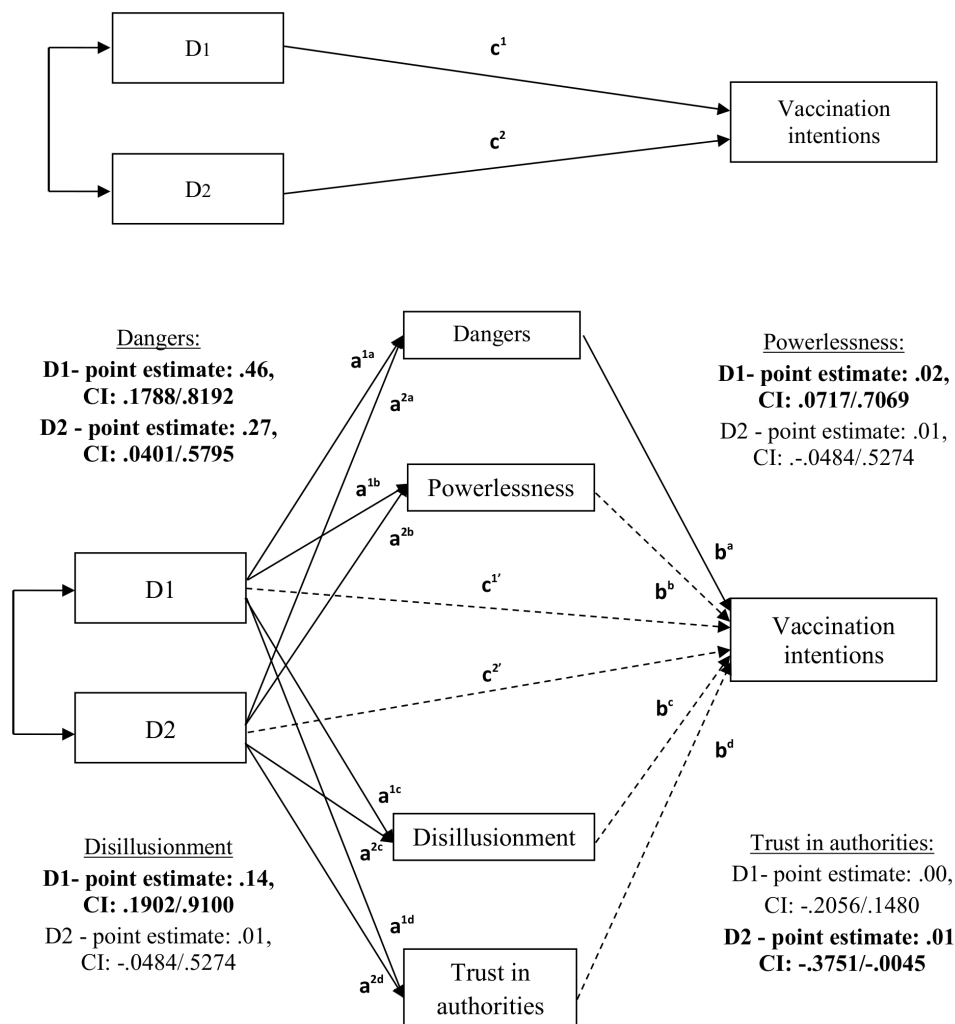 D1
c1
Vaccination
intentions
c2
D2
Dangers:
D1- point estimate: .46,
CI: .1788/.8192
D2 - point estimate: .27,
CI: .0401/.5795
Dangers
a1a
a2a
Powerlessness:
D1- point estimate: .02,
CI: .0717/.7069
D2 - point estimate: .01,
CI: .-.0484/.5274
Powerlessness
a1b
a2b
ba
D1
c1'
bb
Vaccination
intentions
c2'
D2
bc
bd
a1c
Disillusionment
a2c
Disillusionment
D1- point estimate: .14,
CI: .1902/.9100
D2 - point estimate: .01,
CI: -.0484/.5274
Trust in authorities:
D1- point estimate: .00,
CI: -.2056/.1480
D2 - point estimate: .01
CI: -.3751/-.0045
a1d
a2d
Trust in
authorities